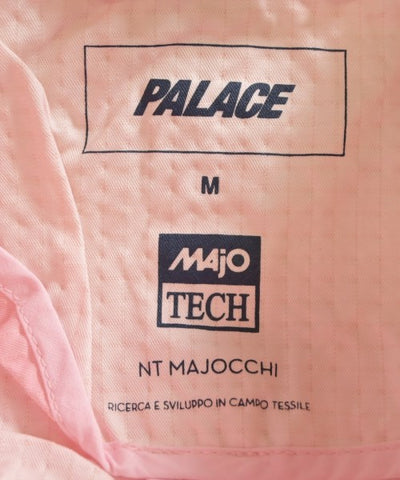 PALACE
M
MAjO
TECH
NT MAJOCCHI
RICERCA E SVILUPPO IN CAMPO TESSILE